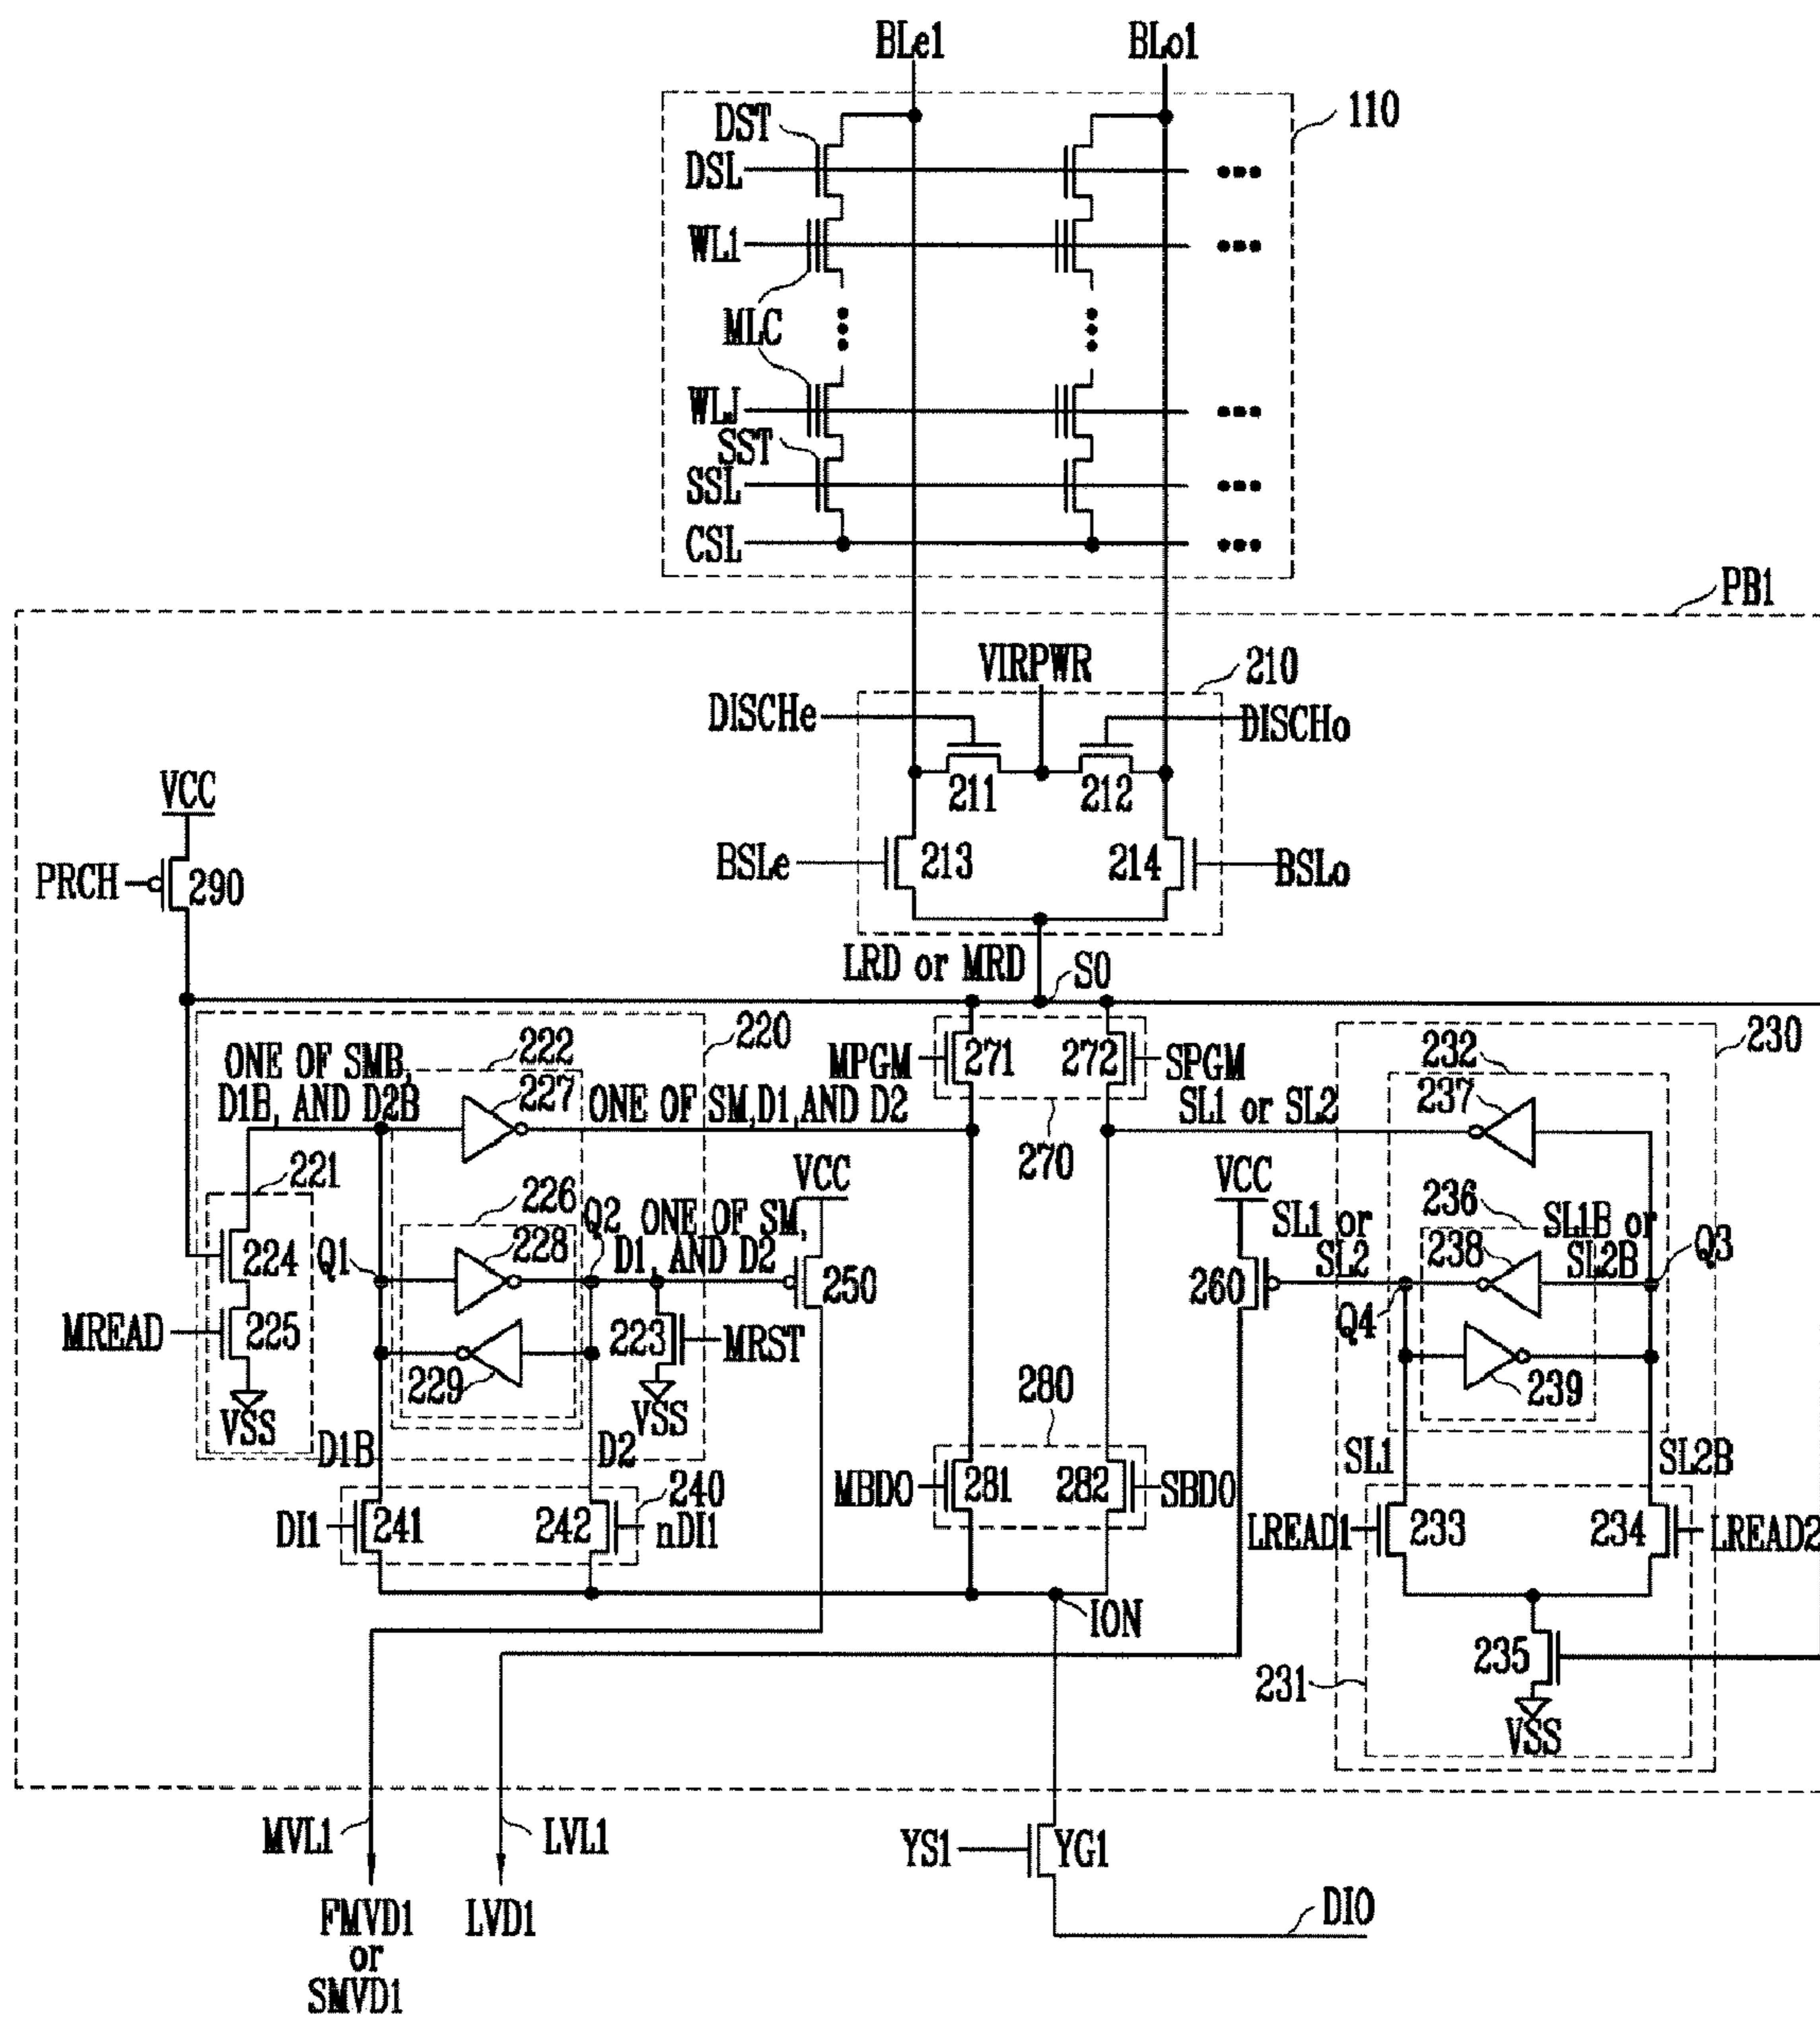 BLe1
BLo1
110
DST
DSL
•••
WL1
•••
MLC
WLJ
•••
SST
SSL
•••
CSL
•••
PB1
VIRPWR
210
DISCHe
DISCHo
211
212
VCC
BSLe
213
214
BSLo
PRCH
290
LRD or MRD
SO
220
230
ONE OF SMB,
D1B, AND D2B
222
227
ONE OF SM,D1,AND D2
MPGM
271
272
SPGM
232
237
SL1 or SL2
270
221
VCC
VCC
226
Q2
ONE OF SM,
D1, AND D2
236
SL1 or
SL2
SL1B or
SL2B
Q3
224
Q1
228
250
260
238
Q4
MREAD
225
223
MRST
229
239
VSS
VSS
280
D1B
D2
SL1
SL2B
240
MBDO
281
282
SBDO
DI1
241
242
nDI1
LREAD1
233
234
LREAD2
ION
235
231
VSS
MVL1
LVL1
YS1
YG1
FMVD1
or
SMVD1
LVD1
DIO